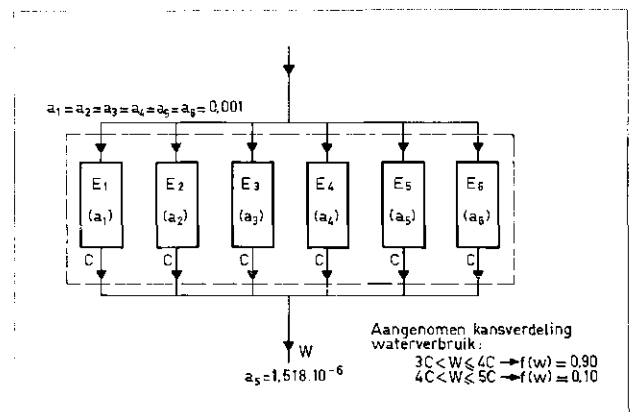 a₁=a₂=a₃=a₄=a₅=a₆=0,001
E₁ E₂ E₃ E₄ E₅ E₆
(a₁) (a₂) (a₃) (a₄) (a₅) (a₆)
C C C C C C
W
aₛ=1,518.10⁻⁶
Aangenomen kansverdeling
waterverbruik:
3C<W⩽4C→f(w)=0,90
4C<W⩽5C→f(w)=0,10